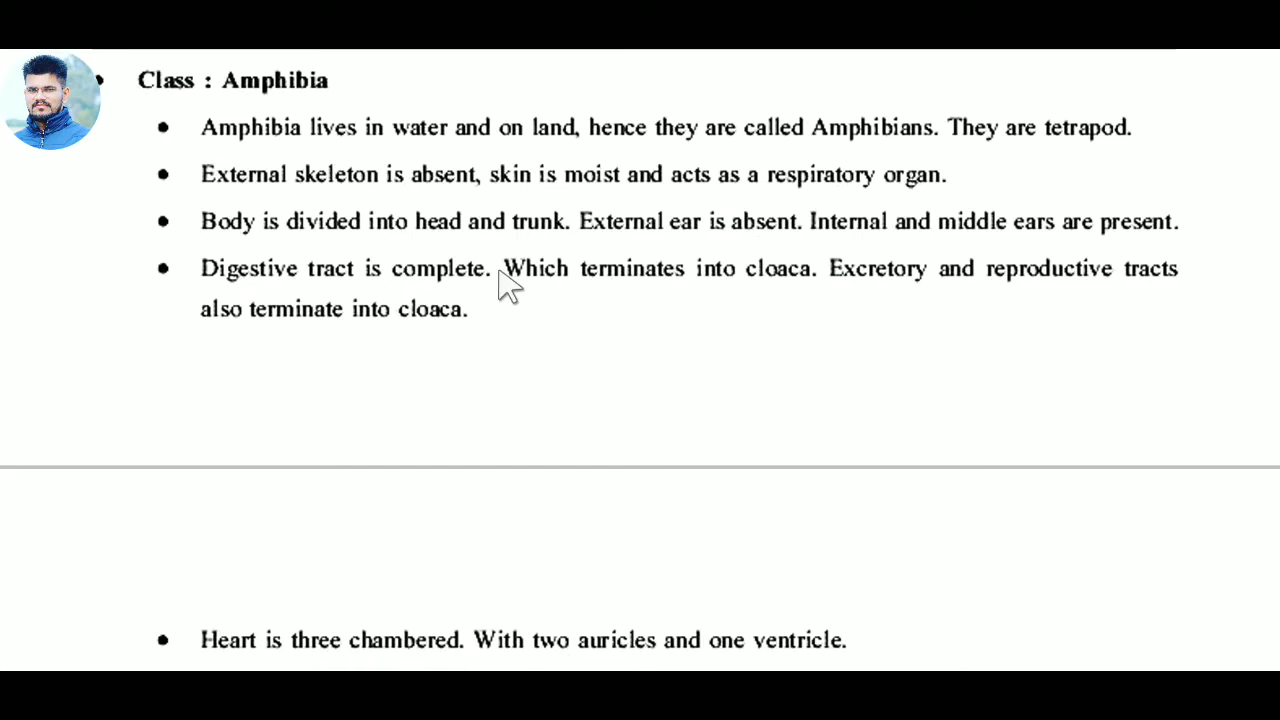 • Class : Amphibia
• Amphibia lives in water and on land, hence they are called Amphibians. They are tetrapod.
• External skeleton is absent, skin is moist and acts as a respiratory organ.
• Body is divided into head and trunk. External ear is absent. Internal and middle ears are present.
• Digestive tract is complete. Which terminates into cloaca. Excretory and reproductive tracts
also terminate into cloaca.
• Heart is three chambered. With two auricles and one ventricle.